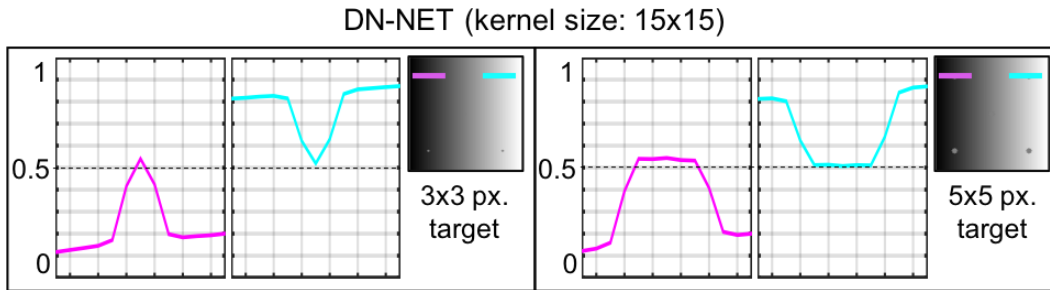 DN-NET (kernel size: 15x15)
1
0.5
0
3x3 px.
target
1
0.5
0
5x5 px.
target